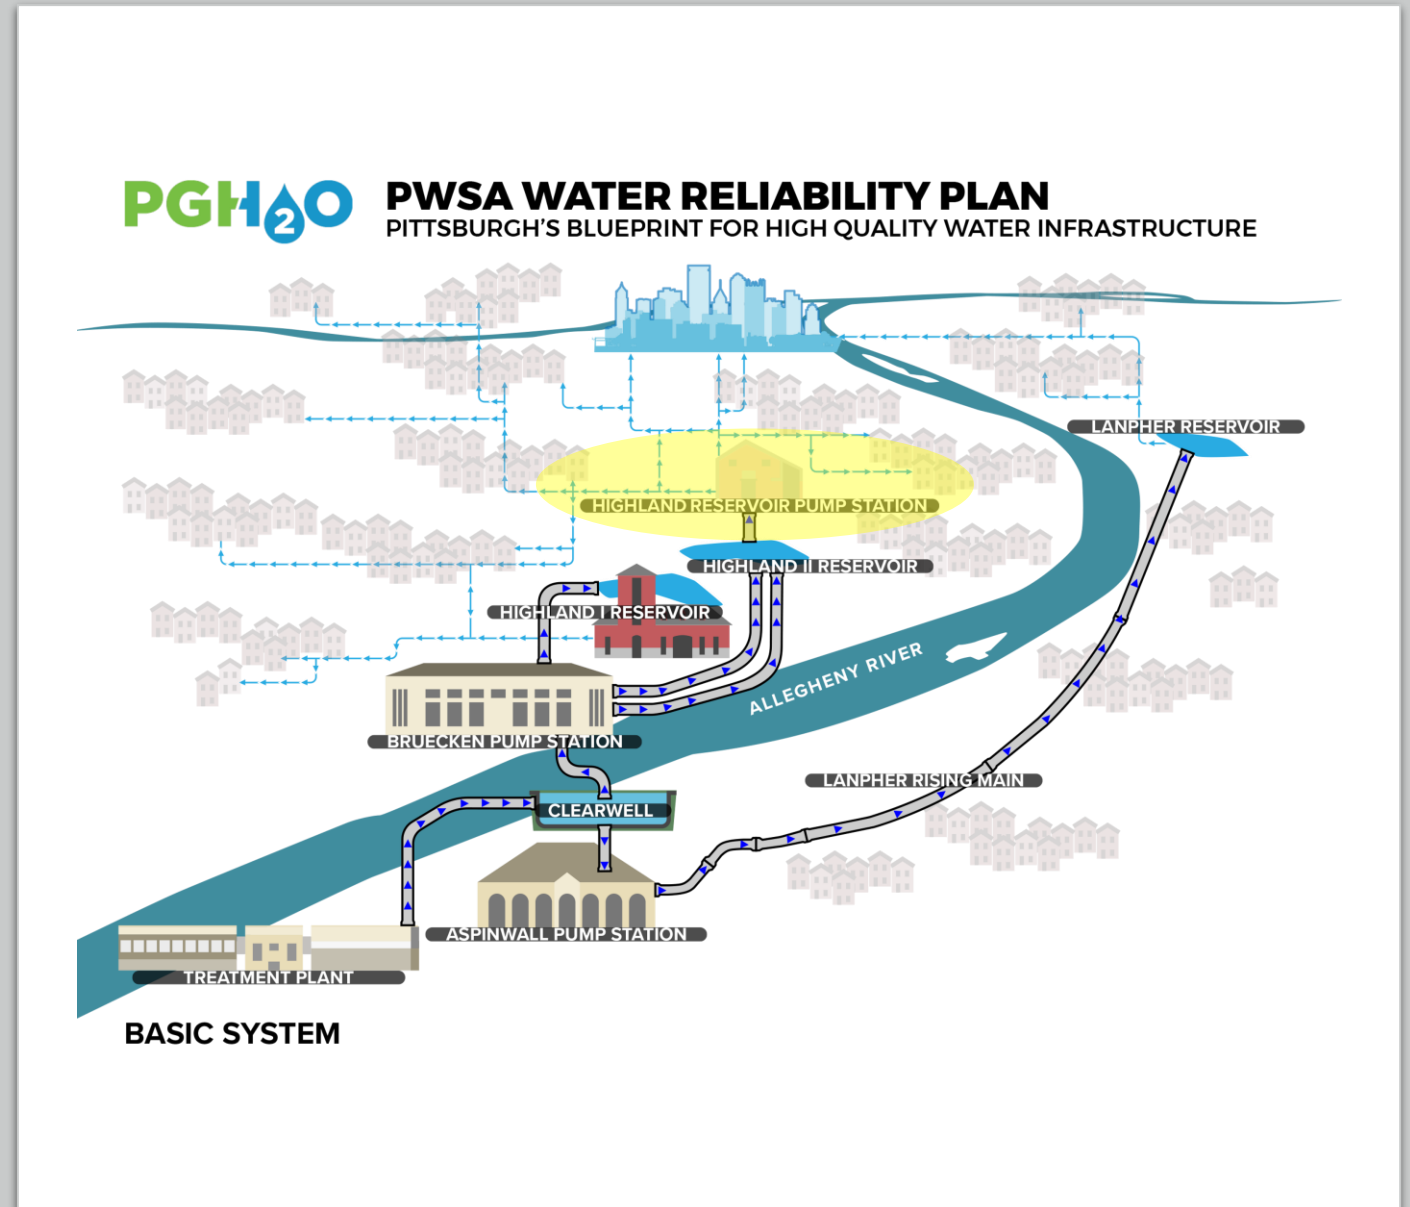 PGH2O
PWSA WATER RELIABILITY PLAN
PITTSBURGH'S BLUEPRINT FOR HIGH QUALITY WATER INFRASTRUCTURE
LANPHER RESERVOIR
HIGHLAND RESERVOIR PUMP STATION
HIGHLAND II RESERVOIR
HIGHLAND I RESERVOIR
ALLEGHENY RIVER
BRUECKEN PUMP STATION
LANPHER RISING MAIN
CLEARWELL
ASPINWALL PUMP STATION
TREATMENT PLANT
BASIC SYSTEM